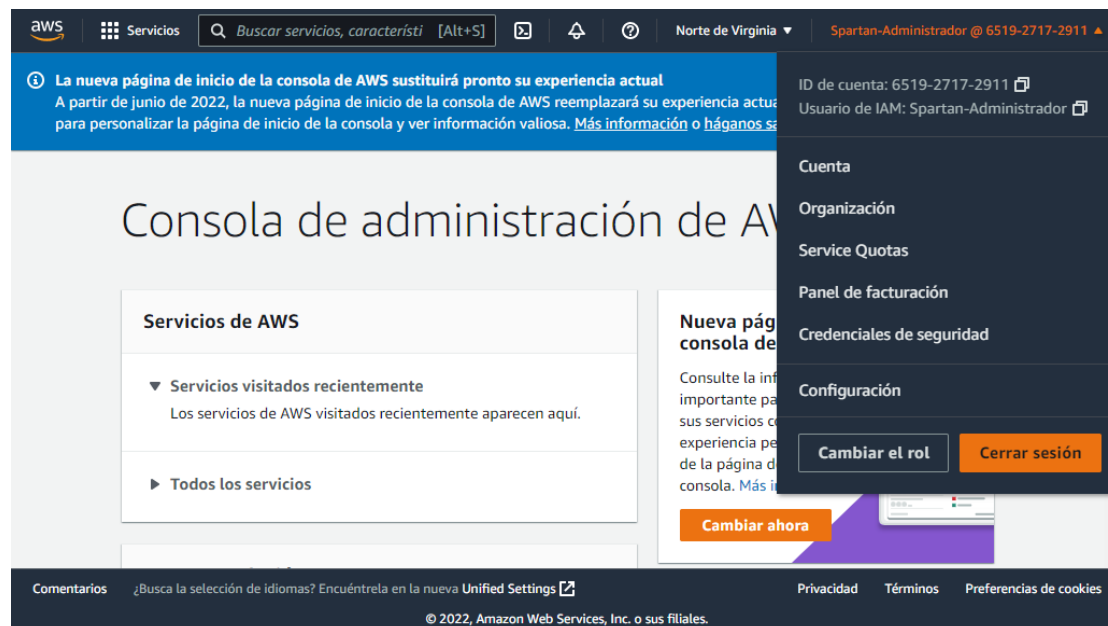 aws
Servicios
Buscar servicios, característi [Alt+S]
Norte de Virginia ▼
Spartan-Administrador @ 6519-2717-2911 ▲
La nueva página de inicio de la consola de AWS sustituirá pronto su experiencia actual
A partir de junio de 2022, la nueva página de inicio de la consola de AWS reemplazará su experiencia actua
para personalizar la página de inicio de la consola y ver información valiosa. Más información o háganos sa
ID de cuenta: 6519-2717-2911
Usuario de IAM: Spartan-Administrador
Cuenta
Organización
Service Quotas
Panel de facturación
Credenciales de seguridad
Configuración
Cambiar el rol
Cerrar sesión
Consola de administración de AW
Servicios de AWS
▼ Servicios visitados recientemente
Los servicios de AWS visitados recientemente aparecen aquí.
▶ Todos los servicios
Nueva pág
consola de
Consulte la inf
importante pa
sus servicios co
experiencia pe
de la página d
consola. Más i
Cambiar ahora
Comentarios
¿Busca la selección de idiomas? Encuéntrela en la nueva Unified Settings
Privacidad
Términos
Preferencias de cookies
© 2022, Amazon Web Services, Inc. o sus filiales.